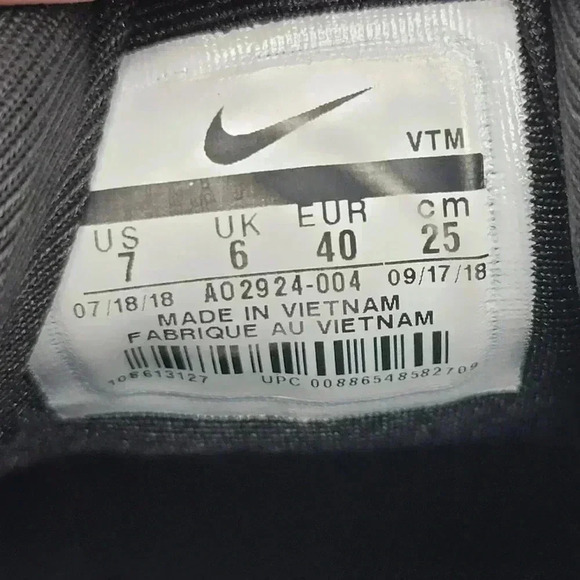 VTM
US UK EUR cm
7 6 40 25
07/18/18 AO2924-004 09/17/18
MADE IN VIETNAM
FABRIQUE AU VIETNAM
108613127 UPC 00886548582709